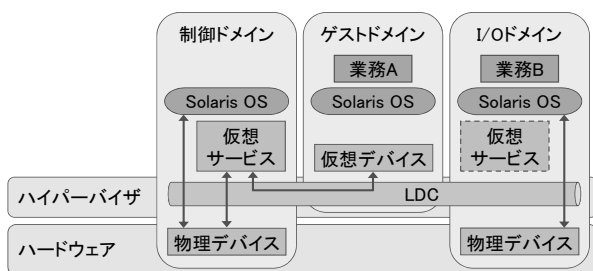 制御ドメイン
ゲストドメイン
I/Oドメイン
業務A
業務B
Solaris OS
Solaris OS
Solaris OS
仮想
サービス
仮想デバイス
仮想
サービス
ハイパーバイザ
LDC
ハードウェア
物理デバイス
物理デバイス